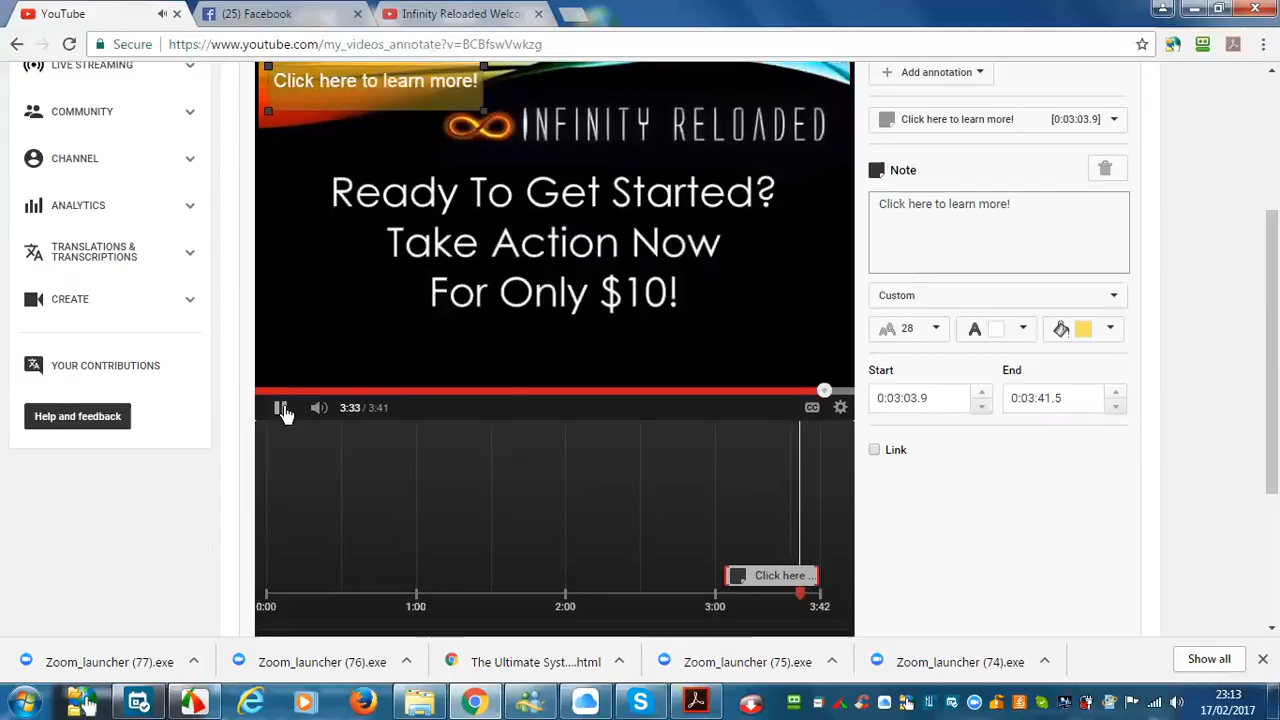 YouTube
(25) Facebook
Infinity Reloaded Welco
Secure
https://www.youtube.com/my_videos_annotate?v=BCBfswVwkzg
LIVE STREAMING
COMMUNITY
CHANNEL
ANALYTICS
TRANSLATIONS &
TRANSCRIPTIONS
CREATE
YOUR CONTRIBUTIONS
Help and feedback
Click here to learn more!
INFINITY RELOADED
Ready To Get Started?
Take Action Now
For Only $10!
3:33 / 3:41
CC
Click here ...
0:00
1:00
2:00
3:00
3:42
+ Add annotation
Click here to learn more! [0:03:03.9]
Note
Click here to learn more!
Custom
AA 28
A
Start
End
0:03:03.9
0:03:41.5
Link
Zoom_launcher (77).exe
Zoom_launcher (76).exe
The Ultimate Syst....html
Zoom_launcher (75).exe
Zoom_launcher (74).exe
Show all
23:13
17/02/2017